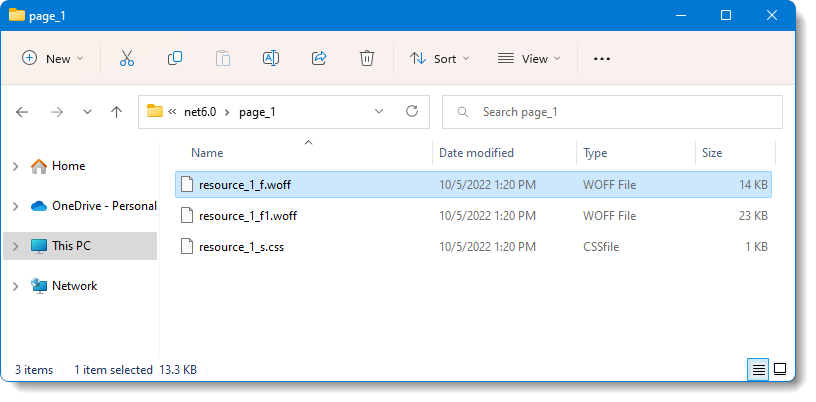 page_1
New Sort View
net6.0 page_1 Search page_1
Name Date modified Type Size
Home
OneDrive - Personal
This PC
Network
resource_1_f.woff 10/5/2022 1:20 PM WOFF File 14 KB
resource_1_f1.woff 10/5/2022 1:20 PM WOFF File 23 KB
resource_1_s.css 10/5/2022 1:20 PM CSSfile 1 KB
3 items 1 item selected 13.3 KB